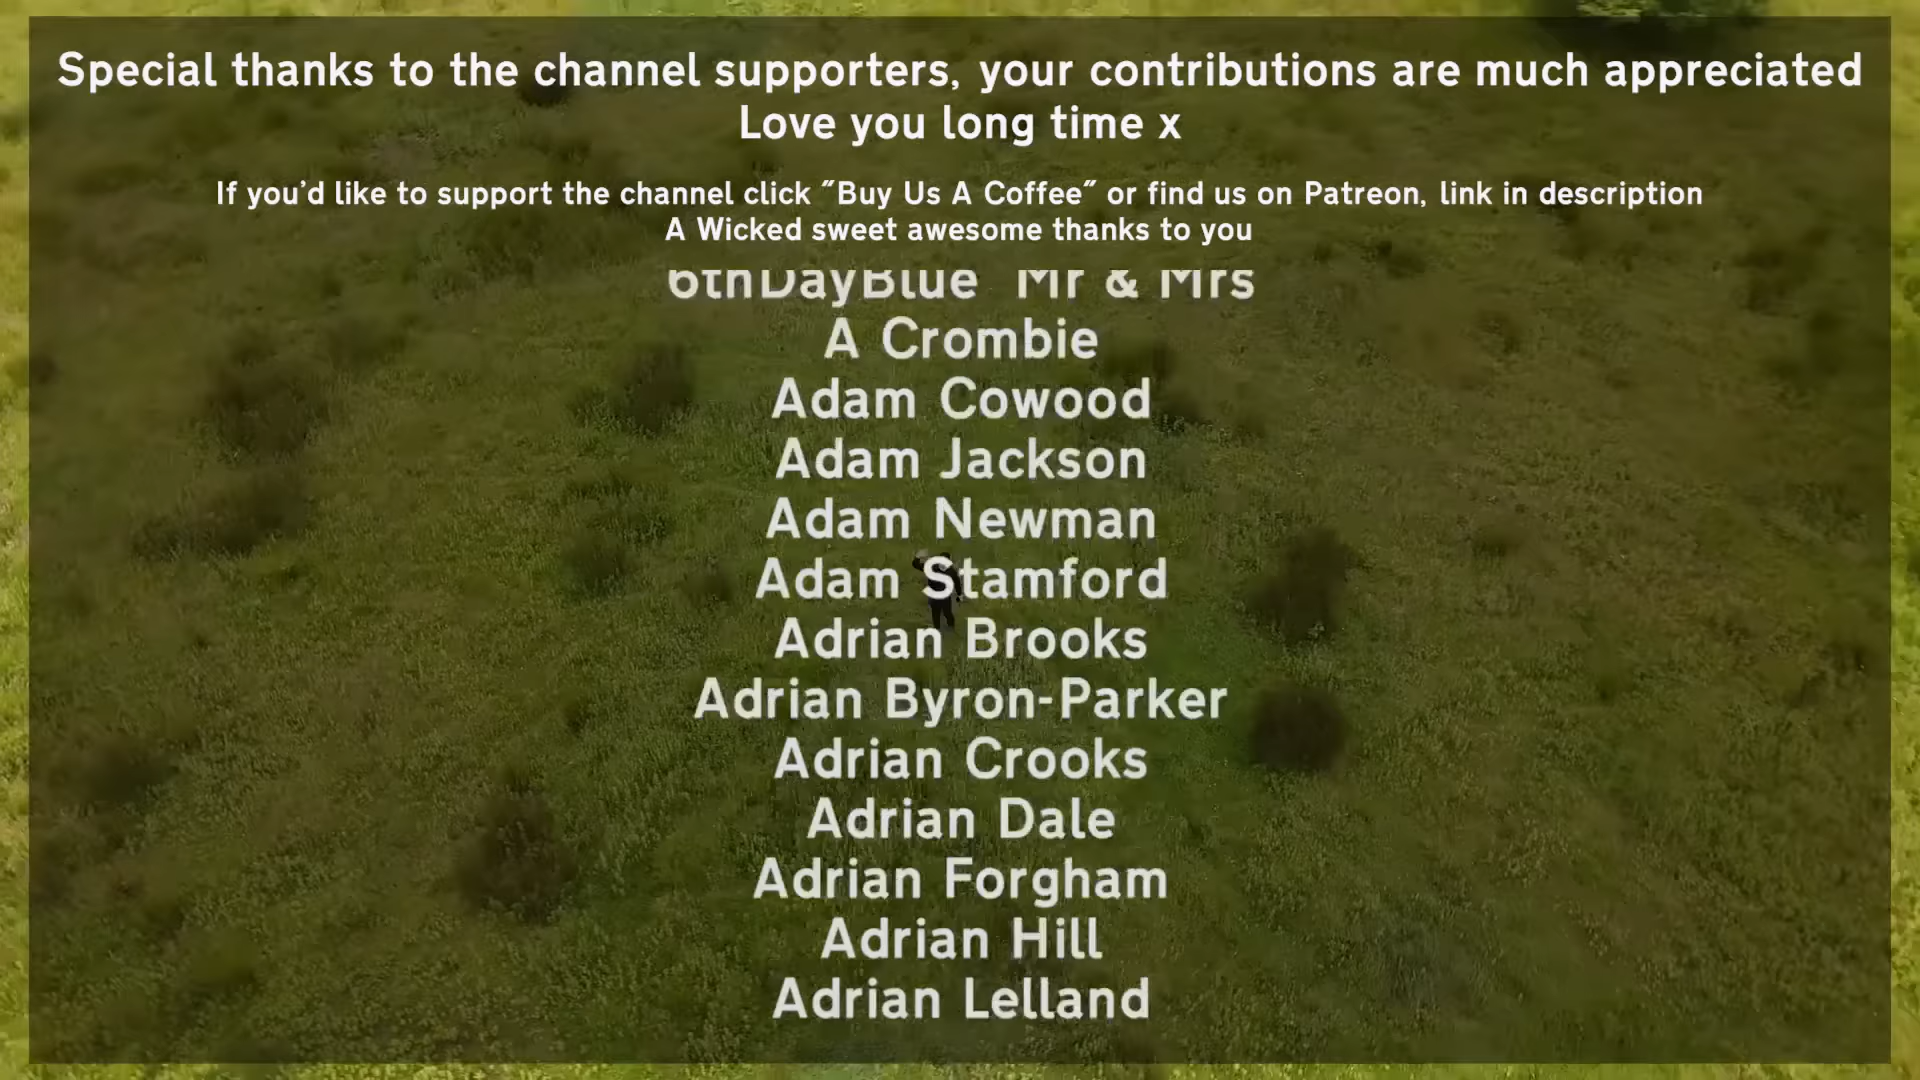 Special thanks to the channel supporters, your contributions are much appreciated
Love you long time x
If you'd like to support the channel click "Buy Us A Coffee" or find us on Patreon, link in description
A Wicked sweet awesome thanks to you
6thDayBlue Mr & Mrs
A Crombie
Adam Cowood
Adam Jackson
Adam Newman
Adam Stamford
Adrian Brooks
Adrian Byron-Parker
Adrian Crooks
Adrian Dale
Adrian Forgham
Adrian Hill
Adrian Lelland